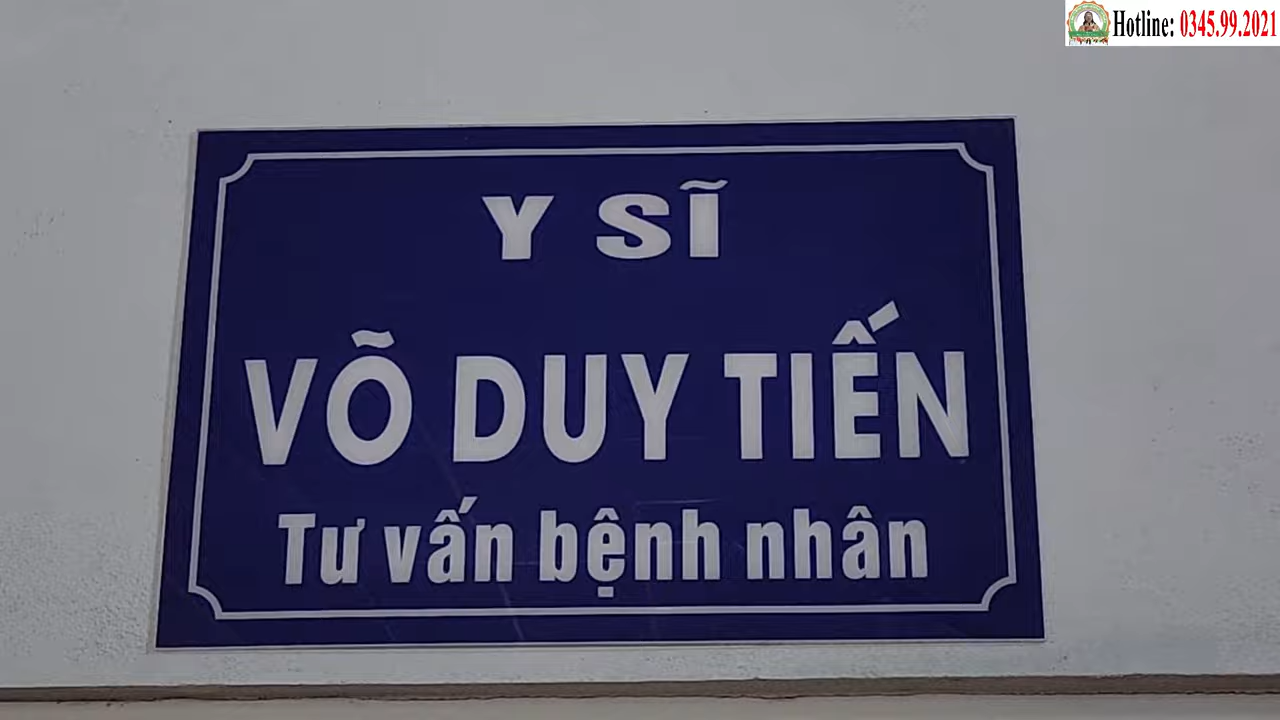 Hotline: 0345.99.2021
Y SĨ
VÕ DUY TIẾN
Tư vấn bệnh nhân